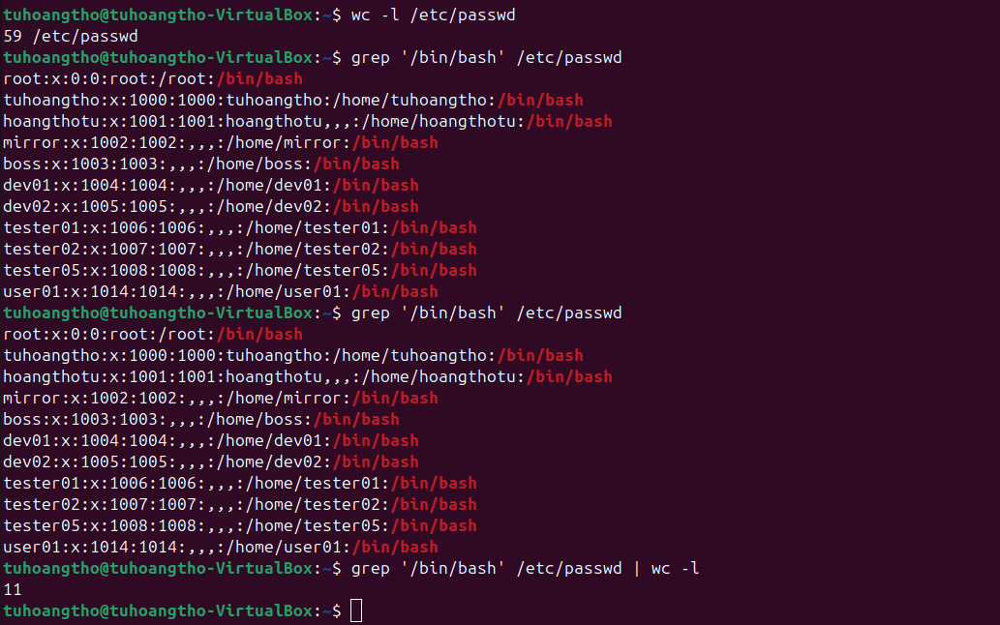 tuhoangtho@tuhoangtho-VirtualBox:~$ wc -l /etc/passwd
59 /etc/passwd
tuhoangtho@tuhoangtho-VirtualBox:~$ grep '/bin/bash' /etc/passwd
root:x:0:0:root:/root:/bin/bash
tuhoangtho:x:1000:1000:tuhoangtho:/home/tuhoangtho:/bin/bash
hoangthotu:x:1001:1001:hoangthotu,,,:/home/hoangthotu:/bin/bash
mirror:x:1002:1002:,,,:/home/mirror:/bin/bash
boss:x:1003:1003:,,,:/home/boss:/bin/bash
dev01:x:1004:1004:,,,:/home/dev01:/bin/bash
dev02:x:1005:1005:,,,:/home/dev02:/bin/bash
tester01:x:1006:1006:,,,:/home/tester01:/bin/bash
tester02:x:1007:1007:,,,:/home/tester02:/bin/bash
tester05:x:1008:1008:,,,:/home/tester05:/bin/bash
user01:x:1014:1014:,,,:/home/user01:/bin/bash
tuhoangtho@tuhoangtho-VirtualBox:~$ grep '/bin/bash' /etc/passwd
root:x:0:0:root:/root:/bin/bash
tuhoangtho:x:1000:1000:tuhoangtho:/home/tuhoangtho:/bin/bash
hoangthotu:x:1001:1001:hoangthotu,,,:/home/hoangthotu:/bin/bash
mirror:x:1002:1002:,,,:/home/mirror:/bin/bash
boss:x:1003:1003:,,,:/home/boss:/bin/bash
dev01:x:1004:1004:,,,:/home/dev01:/bin/bash
dev02:x:1005:1005:,,,:/home/dev02:/bin/bash
tester01:x:1006:1006:,,,:/home/tester01:/bin/bash
tester02:x:1007:1007:,,,:/home/tester02:/bin/bash
tester05:x:1008:1008:,,,:/home/tester05:/bin/bash
user01:x:1014:1014:,,,:/home/user01:/bin/bash
tuhoangtho@tuhoangtho-VirtualBox:~$ grep '/bin/bash' /etc/passwd | wc -l
11
tuhoangtho@tuhoangtho-VirtualBox:~$